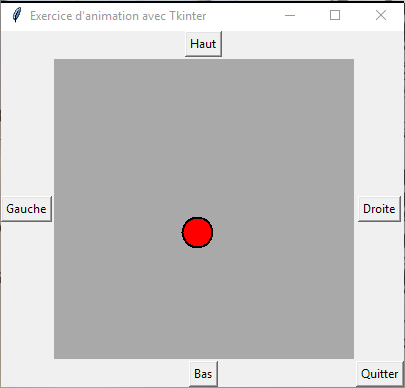 Exercice d'animation avec Tkinter
Haut
Gauche
Droite
Bas
Quitter